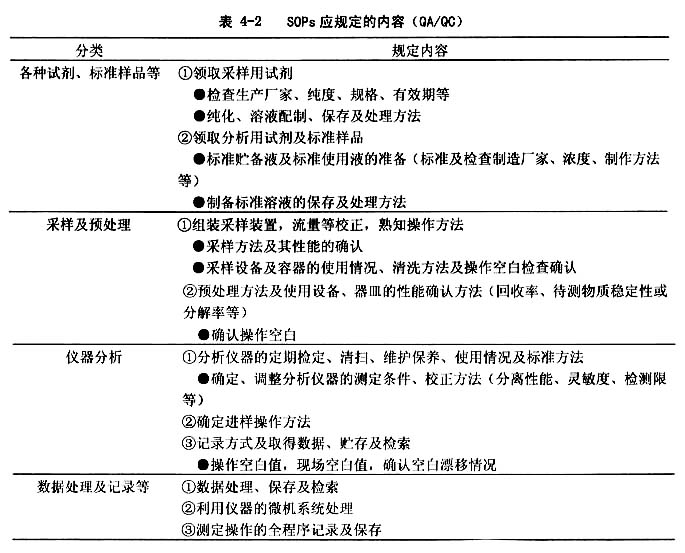 表 4-2 SOPs 应规定的内容（QA/QC）
分类 规定内容
各种试剂、标准样品等 ①领取采样用试剂
●检查生产厂家、纯度、规格、有效期等
●纯化、溶液配制、保存及处理方法
②领取分析用试剂及标准样品
●标准贮备液及标准使用液的准备（标准及检查制造厂家、浓度、制作方法
等）
●制备标准溶液的保存及处理方法
采样及预处理 ①组装采样装置，流量等校正，熟知操作方法
●采样方法及其性能的确认
●采样设备及容器的使用情况、清洗方法及操作空白检查确认
②预处理方法及使用设备、器皿的性能确认方法（回收率、待测物质稳定性或
分解率等）
●确认操作空白
仪器分析 ①分析仪器的定期检定、清扫、维护保养、使用情况及标准方法
●确定、调整分析仪器的测定条件、校正方法（分离性能、灵敏度、检测限
等）
②确定进样操作方法
③记录方式及取得数据、贮存及检索
●操作空白值，现场空白值，确认空白漂移情况
数据处理及记录等 ①数据处理、保存及检索
②利用仪器的微机系统处理
③测定操作的全程序记录及保存